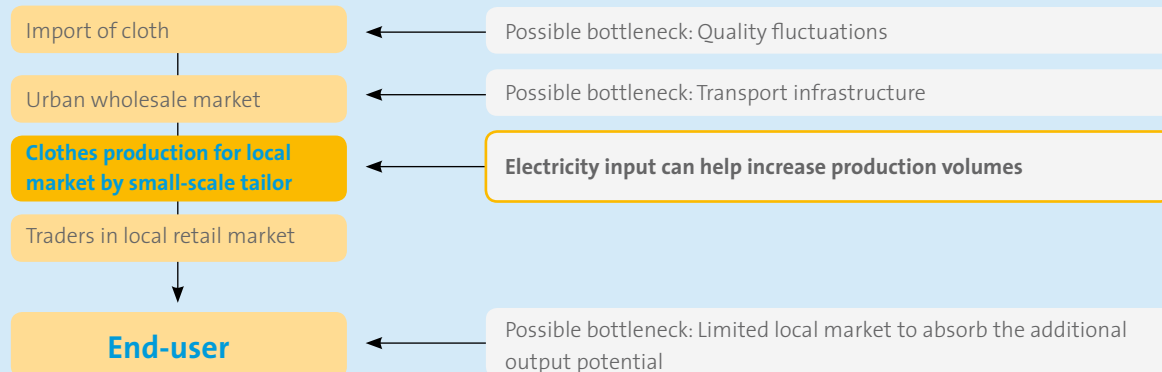 Import of cloth
Possible bottleneck: Quality fluctuations
Urban wholesale market
Possible bottleneck: Transport infrastructure
Clothes production for local
market by small-scale tailor
Electricity input can help increase production volumes
Traders in local retail market
End-user
Possible bottleneck: Limited local market to absorb the additional
output potential